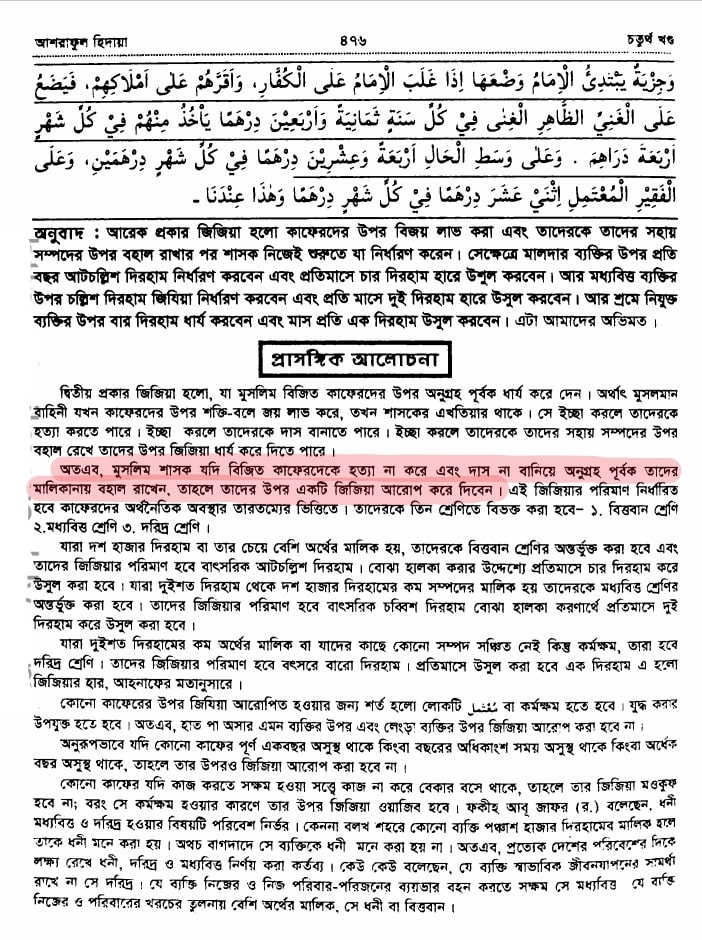 আশরাফুল হিদায়া ৪৭৬ চতুর্থ খণ্ড
وَجِزْيَةٌ يَبْتَدِئُ الْإِمَامُ وَضْعَهَا إِذَا غَلَبَ الْإِمَامُ عَلَى الْكُفَّارِ، وَأَقَرَّهُمْ عَلَى أَمْلَاكِهِمْ، فَيَضَعُ
عَلَى الْغَنِيِّ الظَّاهِرِ الْغِنٰى فِيْ كُلِّ سَنَةٍ ثَمَانِيَةً وَأَرْبَعِيْنَ دِرْهَمًا يَأْخُذُ مِنْهُمْ فِيْ كُلِّ شَهْرٍ
أَرْبَعَةَ دَرَاهِمَ . وَعَلٰى وَسَطِ الْحَالِ أَرْبَعَةً وَعِشْرِيْنَ دِرْهَمًا فِيْ كُلِّ شَهْرٍ دِرْهَمَيْنِ، وَعَلَى
الْفَقِيْرِ الْمُعْتَمِلِ اِثْنَيْ عَشَرَ دِرْهَمًا فِيْ كُلِّ شَهْرٍ دِرْهَمًا وَهٰذَا عِنْدَنَا ـ
অনুবাদ : আরেক প্রকার জিজিয়া হলো কাফেরদের উপর বিজয় লাভ করা এবং তাদেরকে তাদের সহায়
সম্পদের উপর বহাল রাখার পর শাসক নিজেই শুরুতে যা নির্ধারণ করেন। সেক্ষেত্রে মালদার ব্যক্তির উপর প্রতি
বছর আটচল্লিশ দিরহাম নির্ধারণ করবেন এবং প্রতিমাসে চার দিরহাম হারে উশুল করবেন। আর মধ্যবিত্ত ব্যক্তির
উপর চল্লিশ দিরহাম জিযিয়া নির্ধারণ করবেন এবং প্রতি মাসে দুই দিরহাম হারে উসুল করবেন। আর শ্রমে নিযুক্ত
ব্যক্তির উপর বার দিরহাম ধার্য করবেন এবং মাস প্রতি এক দিরহাম উসুল করবেন। এটা আমাদের অভিমত।
প্রাসঙ্গিক আলোচনা
দ্বিতীয় প্রকার জিজিয়া হলো, যা মুসলিম বিজিত কাফেরদের উপর অনুগ্রহ পূর্বক ধার্য করে দেন। অর্থাৎ মুসলমান
বাহিনী যখন কাফেরদের উপর শক্তি-বলে জয় লাভ করে, তখন শাসকের এখতিয়ার থাকে। সে ইচ্ছা করলে তাদেরকে
হত্যা করতে পারে। ইচ্ছা করলে তাদেরকে দাস বানাতে পারে। ইচ্ছা করলে তাদেরকে তাদের সহায় সম্পদের উপর
বহাল রেখে তাদের উপর জিজিয়া ধার্য করে দিতে পারে।
অতএব, মুসলিম শাসক যদি বিজিত কাফেরদেকে হত্যা না করে এবং দাস না বানিয়ে অনুগ্রহ পূর্বক তাদের
মালিকানায় বহাল রাখেন, তাহলে তাদের উপর একটি জিজিয়া আরোপ করে দিবেন। এই জিজিয়ার পরিমাণ নির্ধারিত
হবে কাফেরদের অর্থনৈতিক অবস্থার তারতম্যের ভিত্তিতে। তাদেরকে তিন শ্রেণিতে বিভক্ত করা হবে– ১. বিত্তবান শ্রেণি
২.মধ্যবিত্ত শ্রেণি ৩. দরিদ্র শ্রেণি।
যারা দশ হাজার দিরহাম বা তার চেয়ে বেশি অর্থের মালিক হয়, তাদেরকে বিত্তবান শ্রেণির অন্তর্ভুক্ত করা হবে এবং
তাদের জিজিয়ার পরিমাণ হবে বাৎসরিক আটচল্লিশ দিরহাম। বোঝা হালকা করার উদ্দেশ্যে প্রতিমাসে চার দিরহাম করে
উসুল করা হবে। যারা দুইশত দিরহাম থেকে দশ হাজার দিরহামের কম সম্পদের মালিক হয় তাদেরকে মধ্যবিত্ত শ্রেণির
অন্তর্ভুক্ত করা হবে। তাদের জিজিয়ার পরিমাণ হবে বাৎসরিক চব্বিশ দিরহাম বোঝা হালকা করণার্থে প্রতিমাসে দুই
দিরহাম করে উসুল করা হবে।
যারা দুইশত দিরহামের কম অর্থের মালিক বা যাদের কাছে কোনো সম্পদ সঞ্চিত নেই কিন্তু কর্মক্ষম, তারা হবে
দরিদ্র শ্রেণি। তাদের জিজিয়ার পরিমাণ হবে বৎসরে বারো দিরহাম। প্রতিমাসে উসুল করা হবে এক দিরহাম এ হলো
জিজিয়ার হার, আহনাফের মতানুসারে।
কোনো কাফেরের উপর জিযিয়া আরোপিত হওয়ার জন্য শর্ত হলো লোকটি مُعْتَمِلْ বা কর্মক্ষম হতে হবে। যুদ্ধ করার
উপযুক্ত হতে হবে। অতএব, হাত পা অসার এমন ব্যক্তির উপর এবং লেংড়া ব্যক্তির উপর জিজিয়া আরোপ করা হবে না।
অনুরূপভাবে যদি কোনো কাফের পূর্ণ একবছর অসুস্থ থাকে কিংবা বছরের অধিকাংশ সময় অসুস্থ থাকে কিংবা অর্ধেক
বছর অসুস্থ থাকে, তাহলে তার উপরও জিজিয়া আরোপ করা হবে না।
কোনো কাফের যদি কাজ করতে সক্ষম হওয়া সত্ত্বে কাজ না করে বেকার বসে থাকে, তাহলে তার জিজিয়া মওকুফ
হবে না; বরং সে কর্মক্ষম হওয়ার কারণে তার উপর জিজিয়া ওয়াজিব হবে। ফকীহ আবূ জাফর (র.) বলেছেন, ধনী
মধ্যবিত্ত ও দরিদ্র হওয়ার বিষয়টি পরিবেশ নির্ভর। কেননা বলখ শহরে কোনো ব্যক্তি পঞ্চাশ হাজার দিরহামের মালিক হলে
তাকে ধনী মনে করা হয়। অথচ বাগদাদে সে ব্যক্তিকে ধনী মনে করা হয় না। অতএব, প্রত্যেক দেশের পরিবেশের দিকে
লক্ষ্য রেখে ধনী, দরিদ্র ও মধ্যবিত্ত নির্ণয় করা কর্তব্য। কেউ কেউ বলেছেন, যে ব্যক্তি স্বাভাবিক জীবনযাপনের সামর্থ্য
রাখে না সে দরিদ্র। যে ব্যক্তি নিজের ও নিজ পরিবার-পরিজনের ব্যয়ভার বহন করতে সক্ষম সে মধ্যবিত্ত যে ব্যক্তি
নিজের ও পরিবারের খরচের তুলনায় বেশি অর্থের মালিক, সে ধনী বা বিত্তবান।